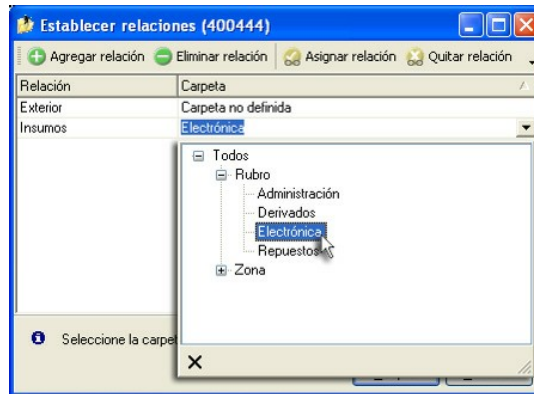 Establecer relaciones (400444)
Agregar relación Eliminar relación Asignar relación Quitar relación
Relación Carpeta
Exterior Carpeta no definida
Insumos Electrónica
Todos
Rubro
Administración
Derivados
Electrónica
Repuestos
Zona
Seleccione la